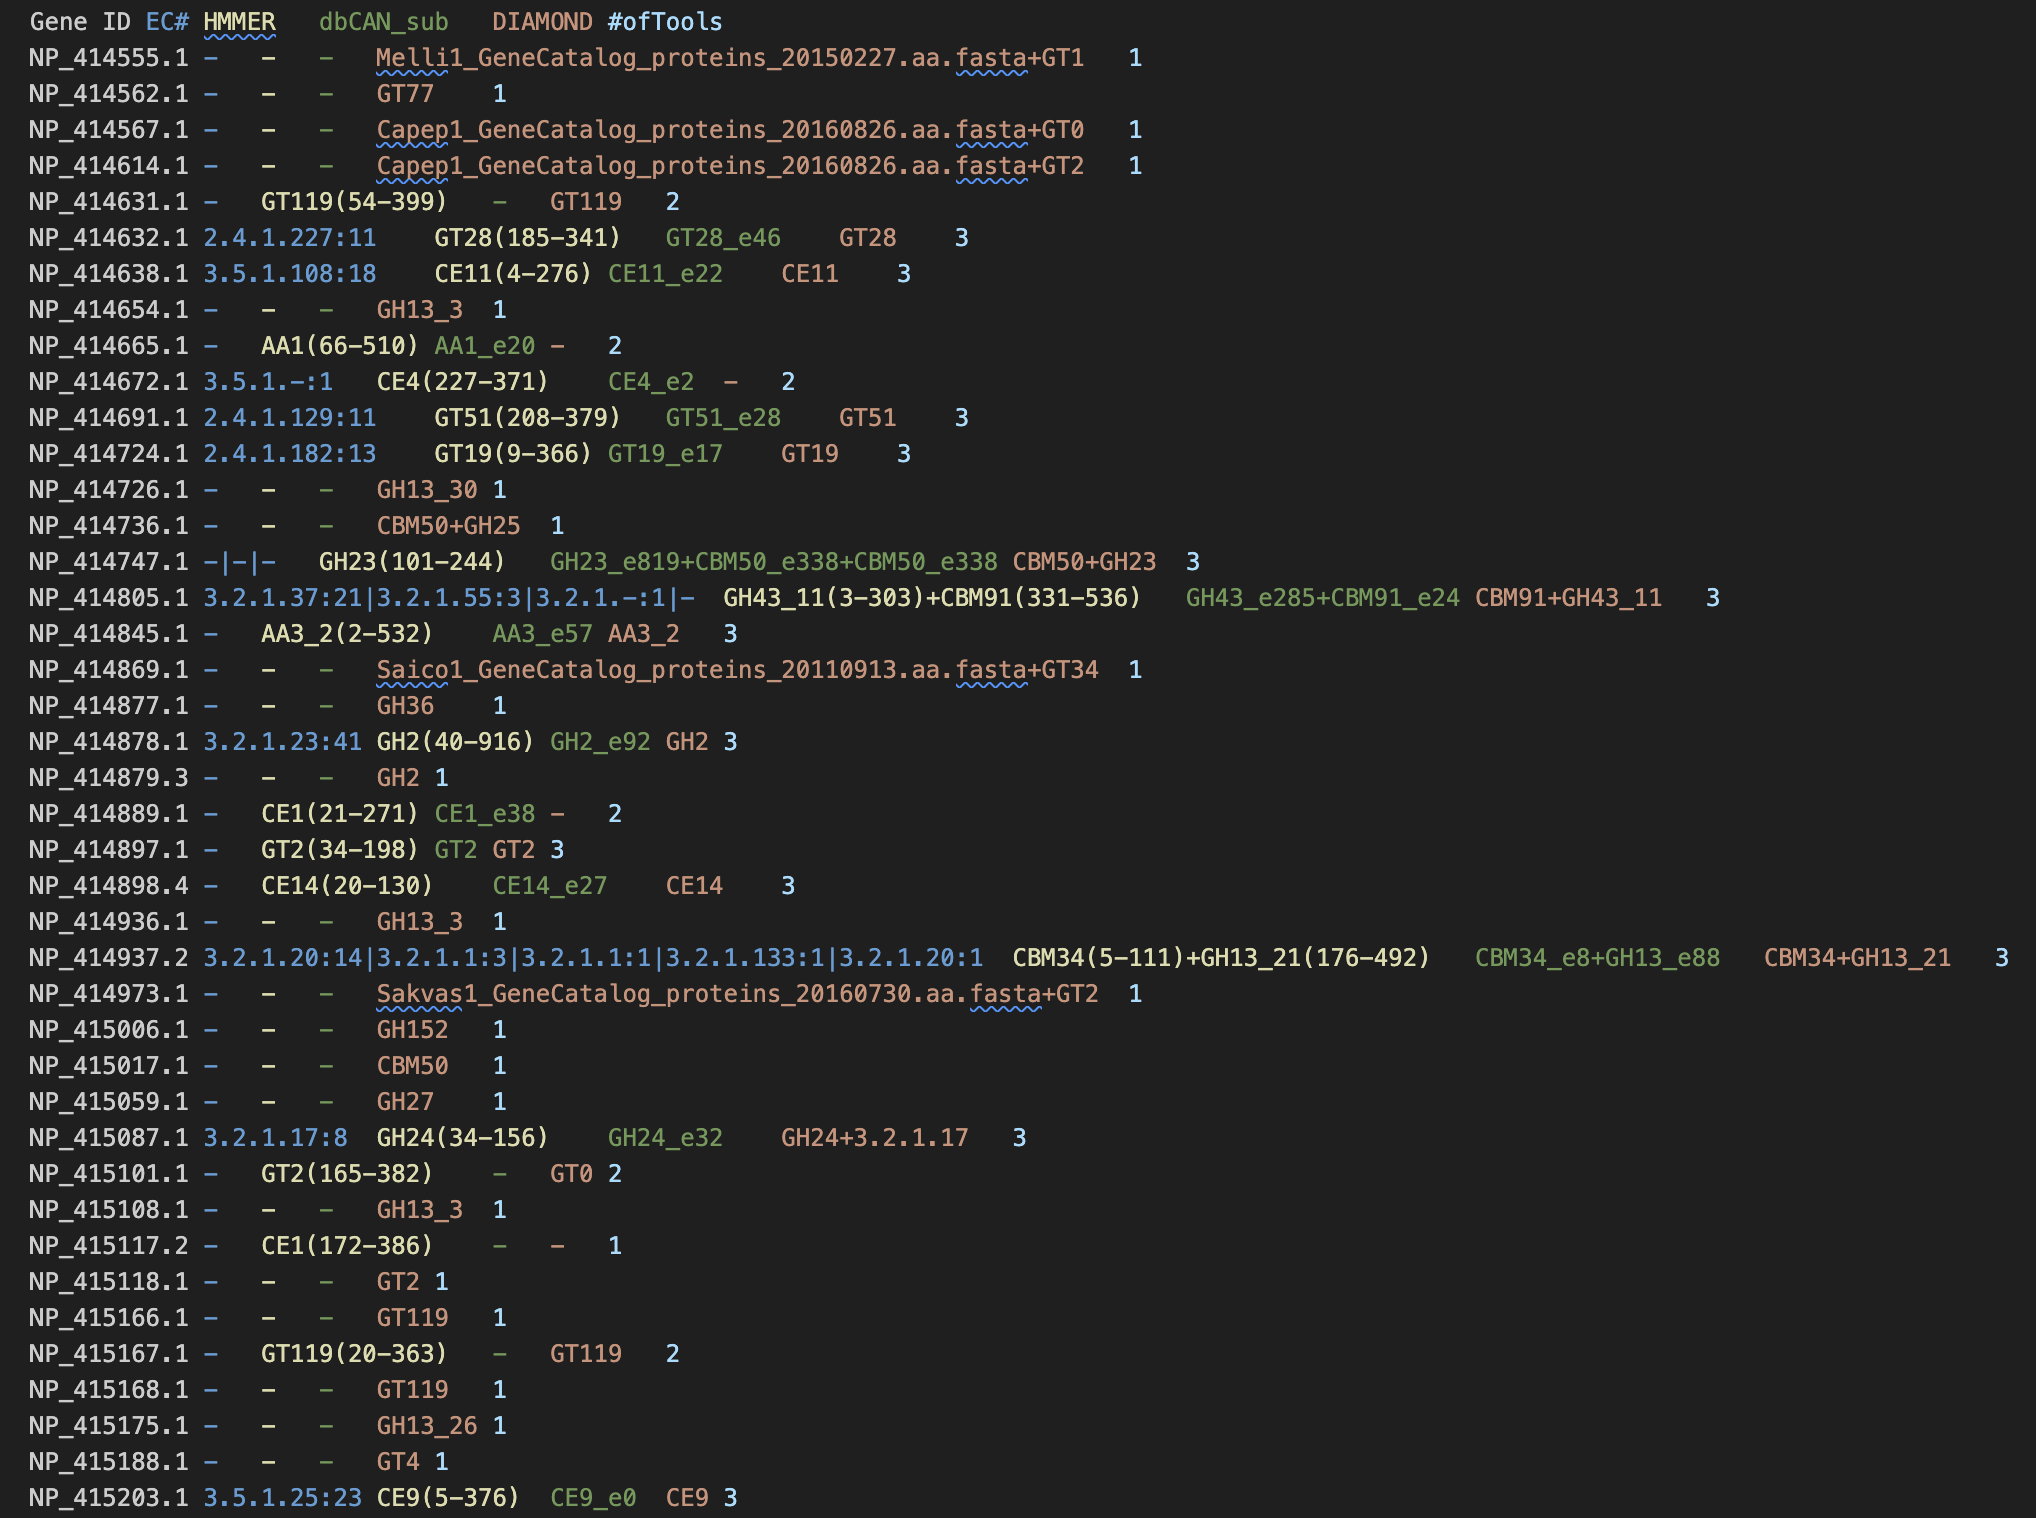 Gene ID EC# HMMER dbCAN_sub DIAMOND #ofTools
NP_414555.1 - - - Melli1_GeneCatalog_proteins_20150227.aa.fasta+GT1 1
NP_414562.1 - - - GT77 1
NP_414567.1 - - - Capep1_GeneCatalog_proteins_20160826.aa.fasta+GT0 1
NP_414614.1 - - - Capep1_GeneCatalog_proteins_20160826.aa.fasta+GT2 1
NP_414631.1 - GT119(54-399) - GT119 2
NP_414632.1 2.4.1.227:11 GT28(185-341) GT28_e46 GT28 3
NP_414638.1 3.5.1.108:18 CE11(4-276) CE11_e22 CE11 3
NP_414654.1 - - - GH13_3 1
NP_414665.1 - AA1(66-510) AA1_e20 - 2
NP_414672.1 3.5.1.-:1 CE4(227-371) CE4_e2 - 2
NP_414691.1 2.4.1.129:11 GT51(208-379) GT51_e28 GT51 3
NP_414724.1 2.4.1.182:13 GT19(9-366) GT19_e17 GT19 3
NP_414726.1 - - - GH13_30 1
NP_414736.1 - - - CBM50+GH25 1
NP_414747.1 -|-|- GH23(101-244) GH23_e819+CBM50_e338+CBM50_e338 CBM50+GH23 3
NP_414805.1 3.2.1.37:21|3.2.1.55:3|3.2.1.-:1|- GH43_11(3-303)+CBM91(331-536) GH43_e285+CBM91_e24 CBM91+GH43_11 3
NP_414845.1 - AA3_2(2-532) AA3_e57 AA3_2 3
NP_414869.1 - - - Saico1_GeneCatalog_proteins_20110913.aa.fasta+GT34 1
NP_414877.1 - - - GH36 1
NP_414878.1 3.2.1.23:41 GH2(40-916) GH2_e92 GH2 3
NP_414879.3 - - - GH2 1
NP_414889.1 - CE1(21-271) CE1_e38 - 2
NP_414897.1 - GT2(34-198) GT2 GT2 3
NP_414898.4 - CE14(20-130) CE14_e27 CE14 3
NP_414936.1 - - - GH13_3 1
NP_414937.2 3.2.1.20:14|3.2.1.1:3|3.2.1.1:1|3.2.1.133:1|3.2.1.20:1 CBM34(5-111)+GH13_21(176-492) CBM34_e8+GH13_e88 CBM34+GH13_21 3
NP_414973.1 - - - Sakvas1_GeneCatalog_proteins_20160730.aa.fasta+GT2 1
NP_415006.1 - - - GH152 1
NP_415017.1 - - - CBM50 1
NP_415059.1 - - - GH27 1
NP_415087.1 3.2.1.17:8 GH24(34-156) GH24_e32 GH24+3.2.1.17 3
NP_415101.1 - GT2(165-382) - GT0 2
NP_415108.1 - - - GH13_3 1
NP_415117.2 - CE1(172-386) - - 1
NP_415118.1 - - - GT2 1
NP_415166.1 - - - GT119 1
NP_415167.1 - GT119(20-363) - GT119 2
NP_415168.1 - - - GT119 1
NP_415175.1 - - - GH13_26 1
NP_415188.1 - - - GT4 1
NP_415203.1 3.5.1.25:23 CE9(5-376) CE9_e0 CE9 3